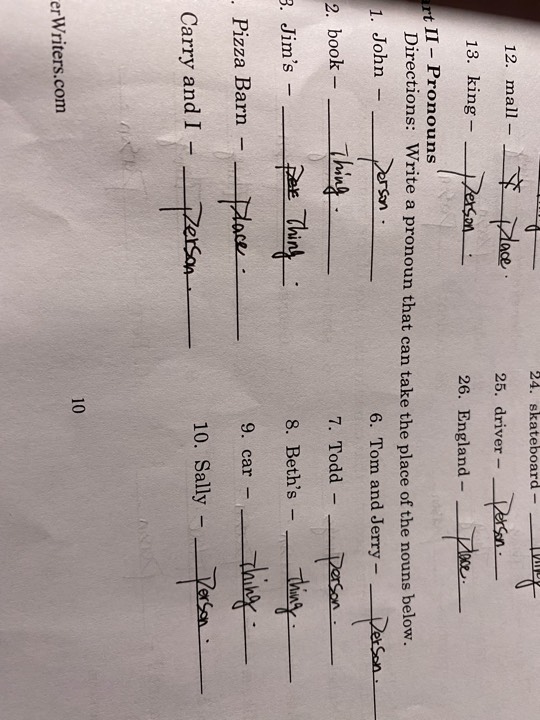 24. skateboard – Thing
12. mall – place.
25. driver – Person.
13. king – Person.
26. England – Place.
rt II – Pronouns
Directions: Write a pronoun that can take the place of the nouns below.
1. John – person.
6. Tom and Jerry – Person.
2. book – Thing.
7. Todd – Person.
3. Jim's – Thing.
8. Beth's – Thing.
. Pizza Barn – Place.
9. car – Thing.
Carry and I – Person.
10. Sally – Person.
10
erWriters.com